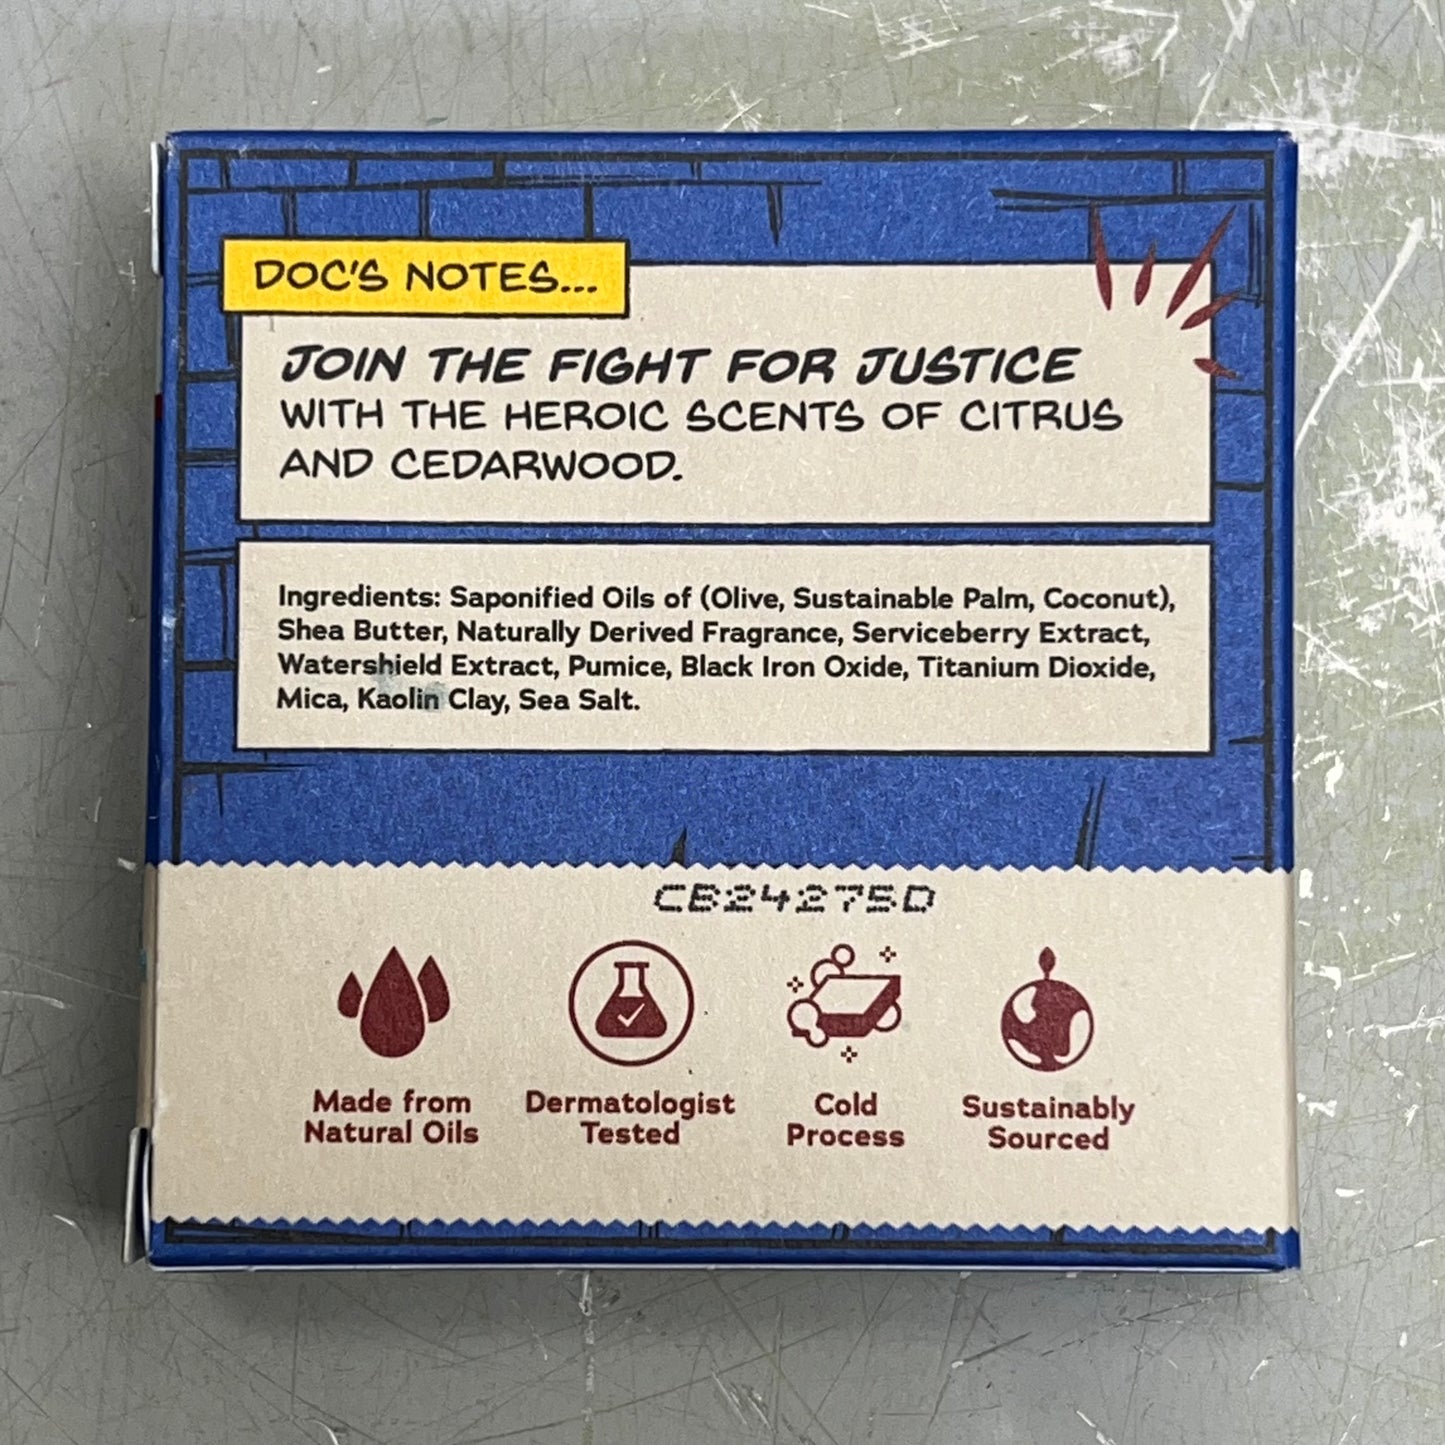 DOC'S NOTES...
JOIN THE FIGHT FOR JUSTICE
WITH THE HEROIC SCENTS OF CITRUS
AND CEDARWOOD.
Ingredients: Saponified Oils of (Olive, Sustainable Palm, Coconut),
Shea Butter, Naturally Derived Fragrance, Serviceberry Extract,
Watershield Extract, Pumice, Black Iron Oxide, Titanium Dioxide,
Mica, Kaolin Clay, Sea Salt.
CB24275D
Made from
Natural Oils
Dermatologist
Tested
Cold
Process
Sustainably
Sourced